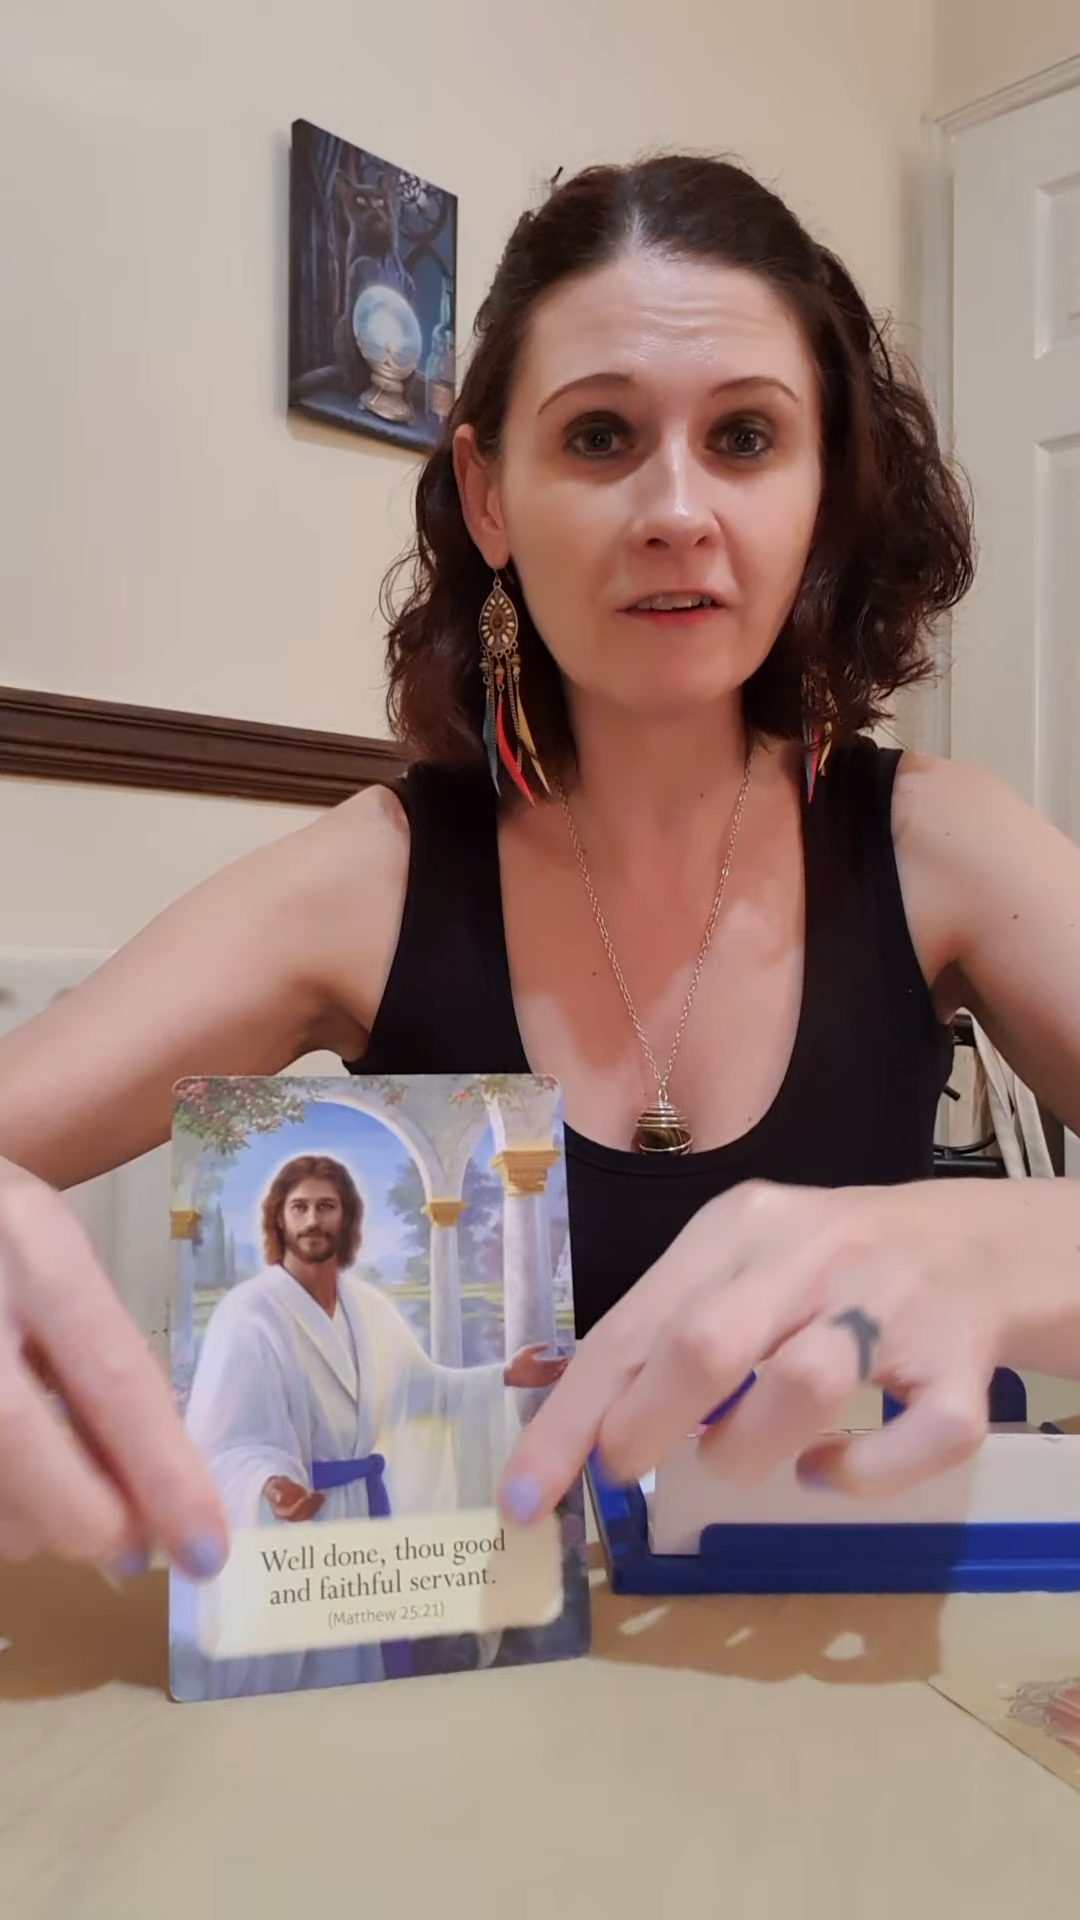 Well done, thou good
and faithful servant.
(Matthew 25:21)